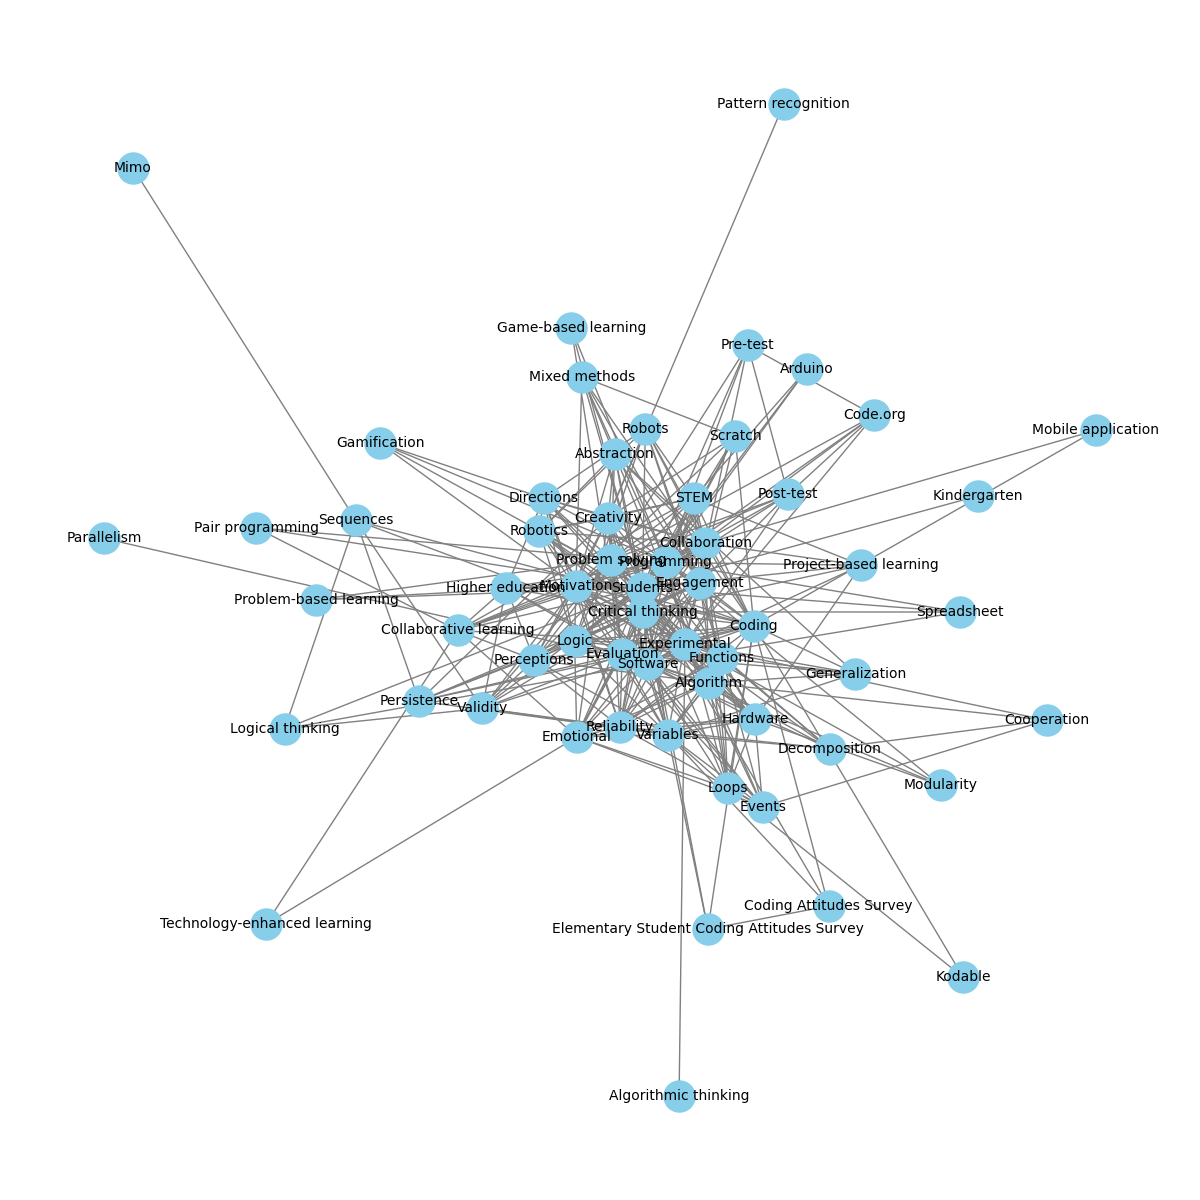 Pattern recognition
Mimo
Game-based learning
Pre-test
Arduino
Mixed methods
Code.org
Robots
Mobile application
Scratch
Gamification
Abstraction
Directions
STEM
Post-test
Kindergarten
Creativity
Sequences
Pair programming
Robotics
Parallelism
Collaboration
Problem solving
Programming
Project-based learning
Engagement
Higher education
Motivation
Students
Problem-based learning
Critical thinking
Spreadsheet
Coding
Collaborative learning
Logic
Experimental
Evaluation
Functions
Perceptions
Software
Generalization
Algorithm
Persistence
Validity
Hardware
Cooperation
Logical thinking
Reliability
Emotional
Variables
Decomposition
Loops
Modularity
Events
Coding Attitudes Survey
Technology-enhanced learning
Elementary Student Coding Attitudes Survey
Kodable
Algorithmic thinking